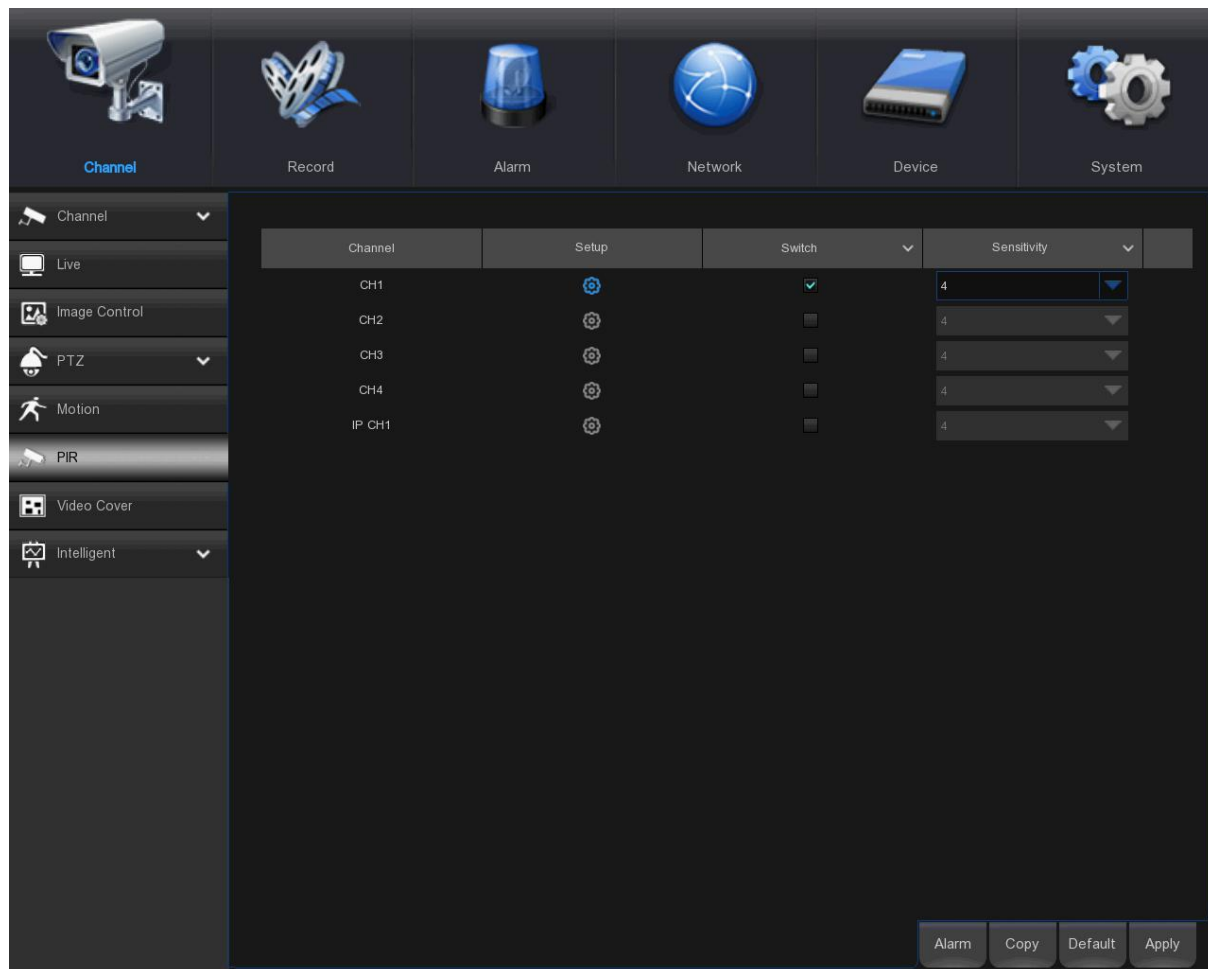 Channel Record Alarm Network Device System
Channel
Live
Image Control
PTZ
Motion
PIR
Video Cover
Intelligent
Channel Setup Switch Sensitivity
CH1 4
CH2 4
CH3 4
CH4 4
IP CH1 4
Alarm Copy Default Apply